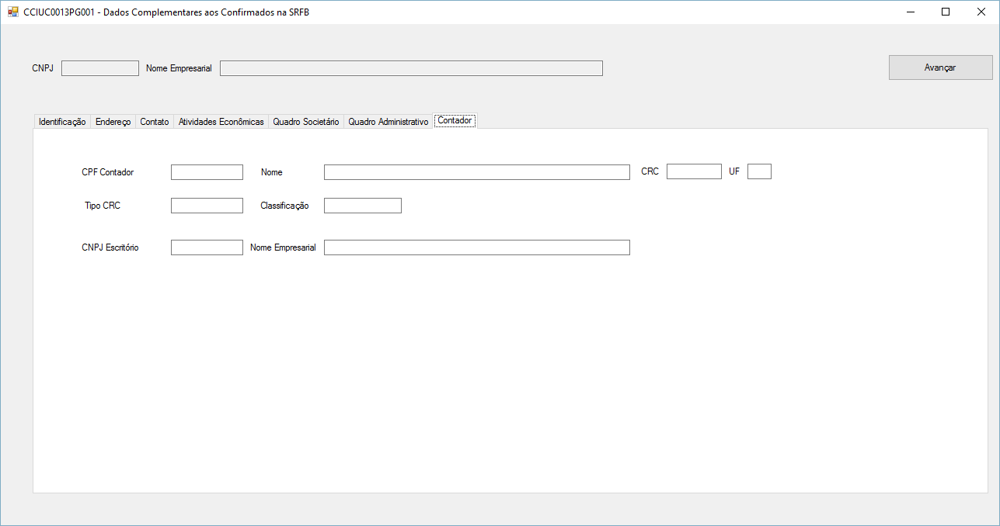 CCIUC0013PG001 - Dados Complementares aos Confirmados na SRFB
CNPJ Nome Empresarial Avançar
Identificação Endereço Contato Atividades Econômicas Quadro Societário Quadro Administrativo Contador
CPF Contador Nome CRC UF
Tipo CRC Classificação
CNPJ Escritório Nome Empresarial